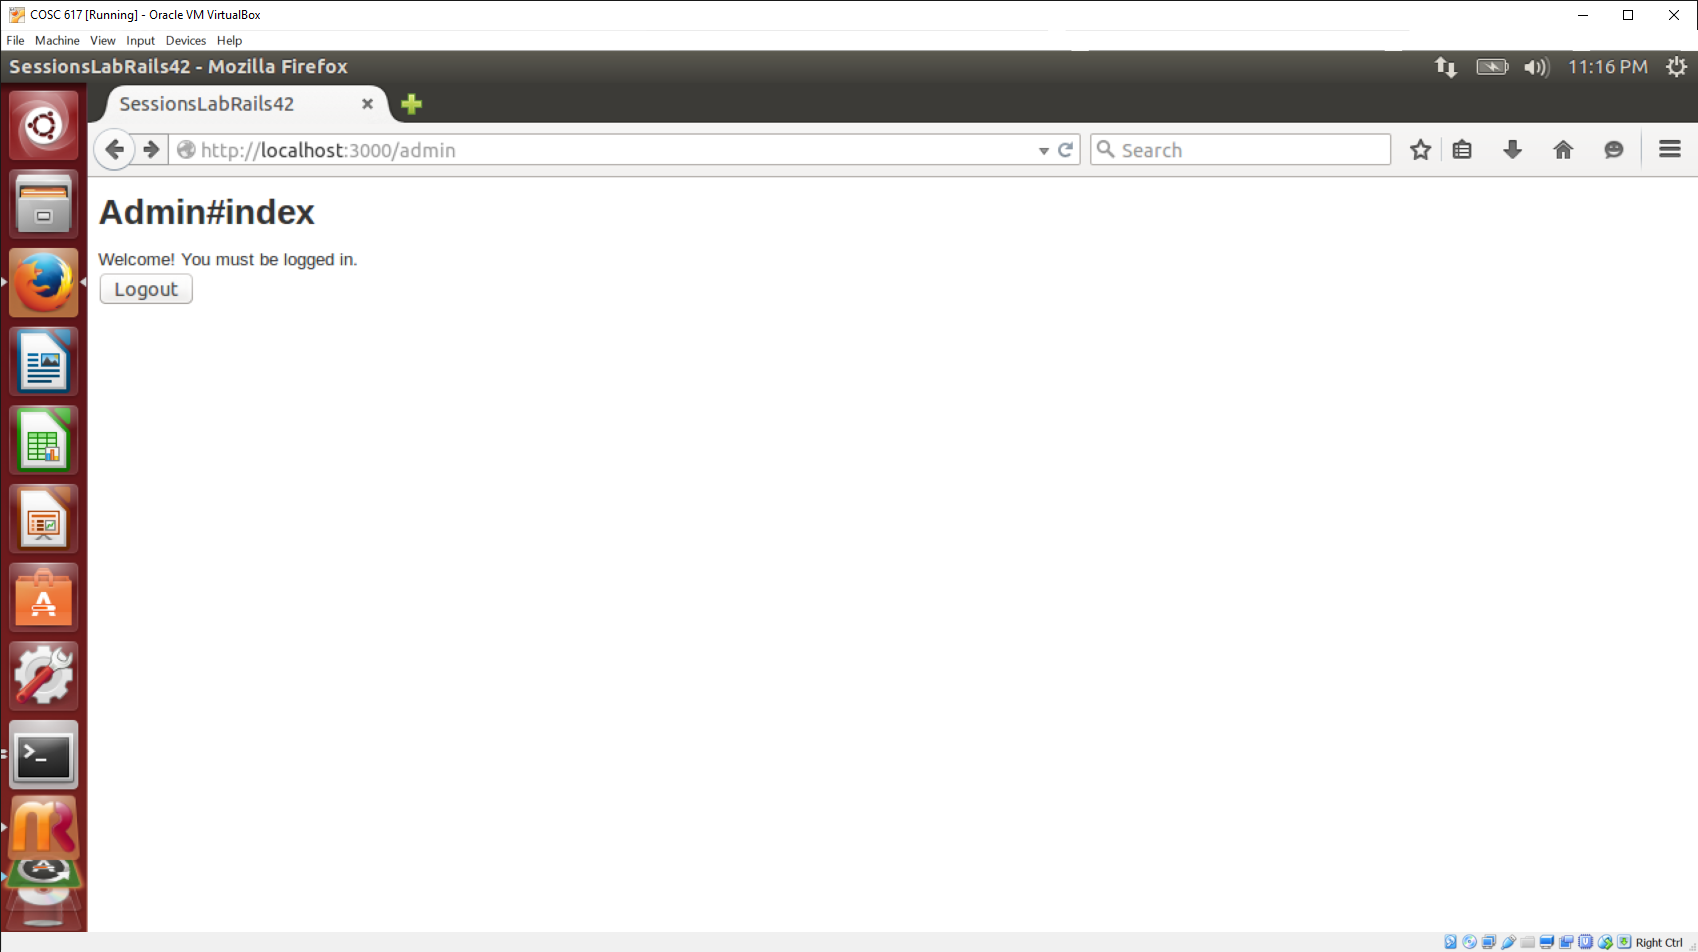 COSC 617 [Running] - Oracle VM VirtualBox
File Machine View Input Devices Help
SessionsLabRails42 - Mozilla Firefox
11:16 PM
SessionsLabRails42
http://localhost:3000/admin
Search
Admin#index
Welcome! You must be logged in.
Logout
Right Ctrl